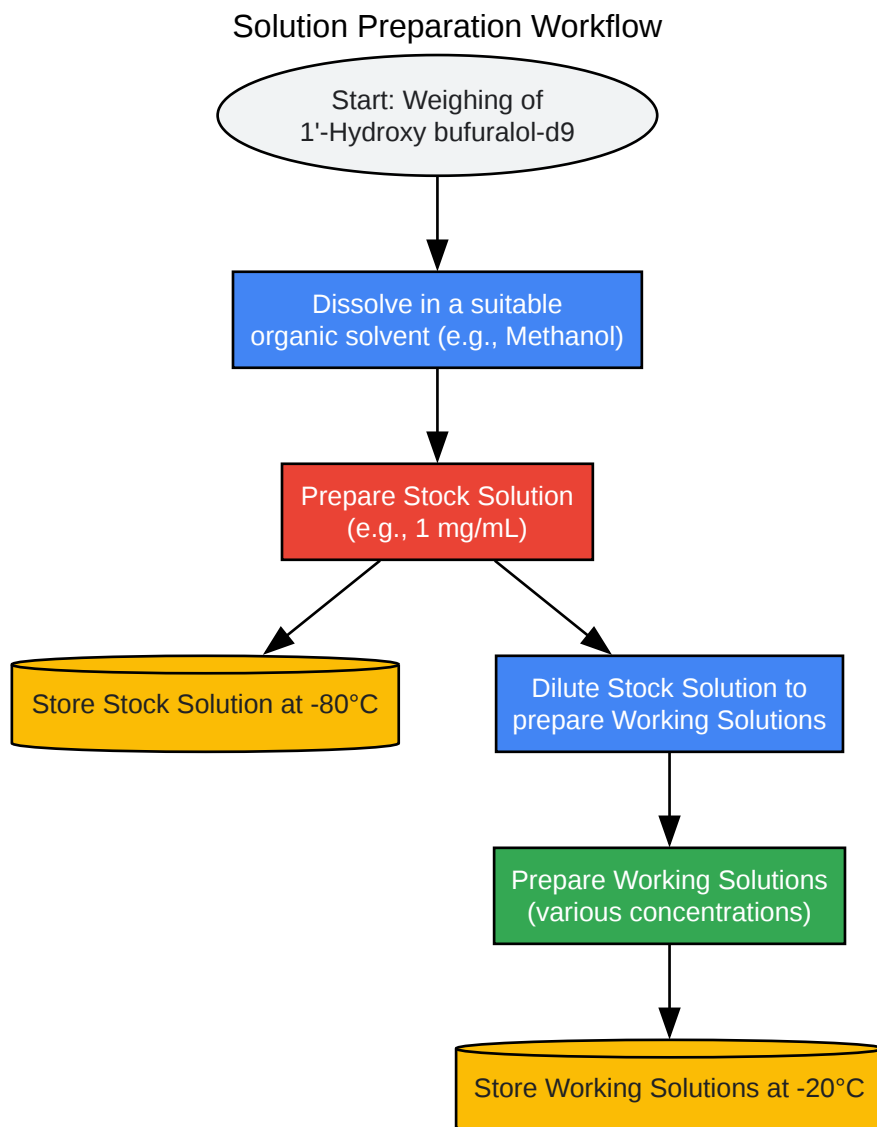 Solution Preparation Workflow
Start: Weighing of
1'-Hydroxy bufuralol-d9
Dissolve in a suitable
organic solvent (e.g., Methanol)
Prepare Stock Solution
(e.g., 1 mg/mL)
Store Stock Solution at -80°C
Dilute Stock Solution to
prepare Working Solutions
Prepare Working Solutions
(various concentrations)
Store Working Solutions at -20°C